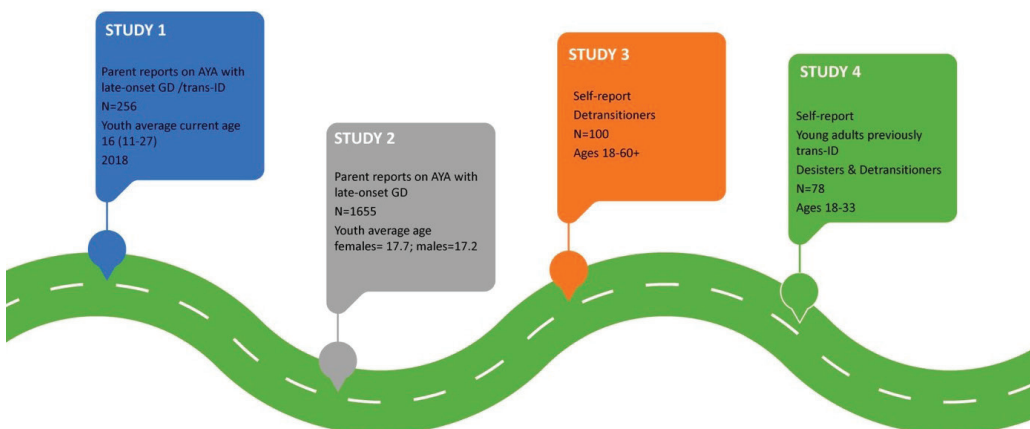 STUDY 1
Parent reports on AYA with
late-onset GD /trans-ID
N=256
Youth average current age
16 (11-27)
2018
STUDY 2
Parent reports on AYA with
late-onset GD
N=1655
Youth average age
females= 17.7; males=17.2
STUDY 3
Self-report
Detransitioners
N=100
Ages 18-60+
STUDY 4
Self-report
Young adults previously
trans-ID
Desisters & Detransitioners
N=78
Ages 18-33